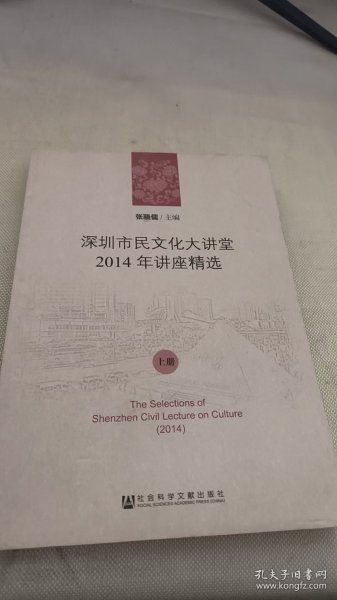 张骁儒 / 主编
深圳市民文化大讲堂
2014 年讲座精选
上册
The Selections of
Shenzhen Civil Lecture on Culture
(2014)
社会科学文献出版社
SOCIAL SCIENCES ACADEMIC PRESS (CHINA)
孔夫子旧书网
www.kongfz.com